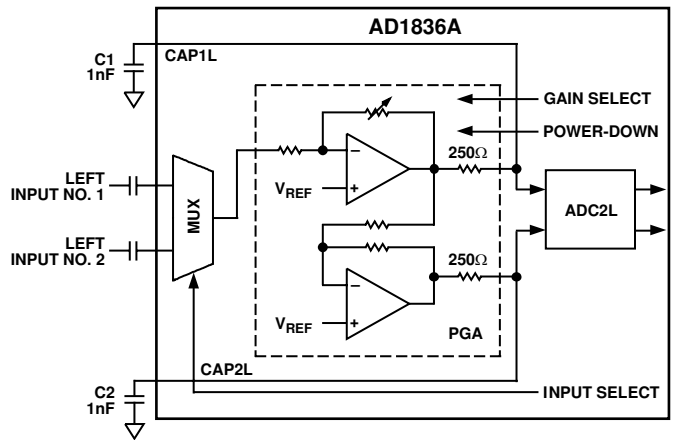 AD1836A
C1
1nF
CAP1L
GAIN SELECT
POWER-DOWN
250Ω
LEFT
INPUT NO. 1
MUX
VREF
ADC2L
LEFT
INPUT NO. 2
250Ω
VREF
PGA
CAP2L
C2
1nF
INPUT SELECT